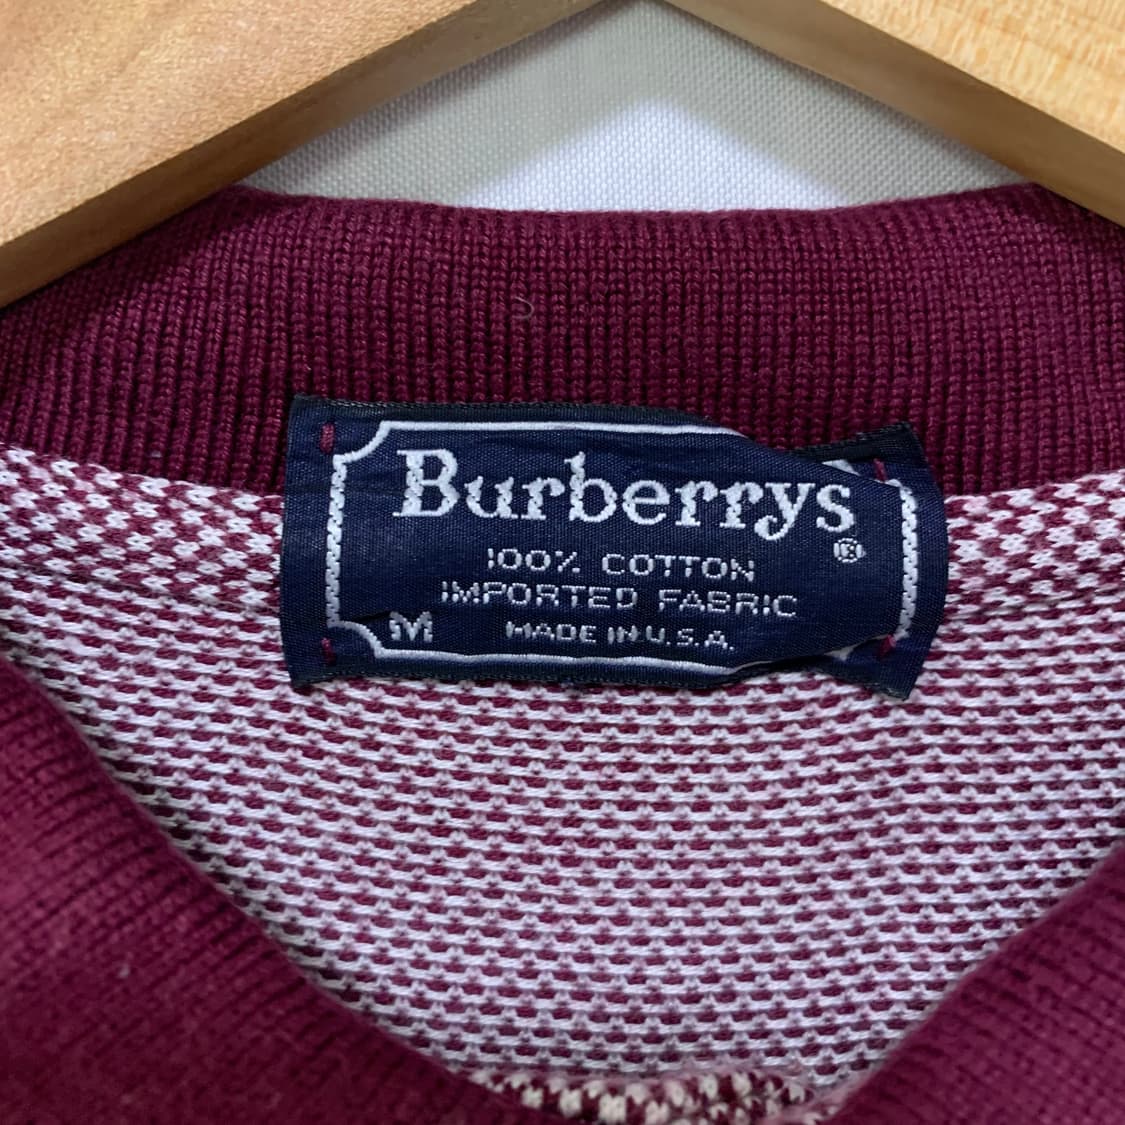 Burberrys®
100% COTTON
IMPORTED FABRIC
M MADE IN U.S.A.